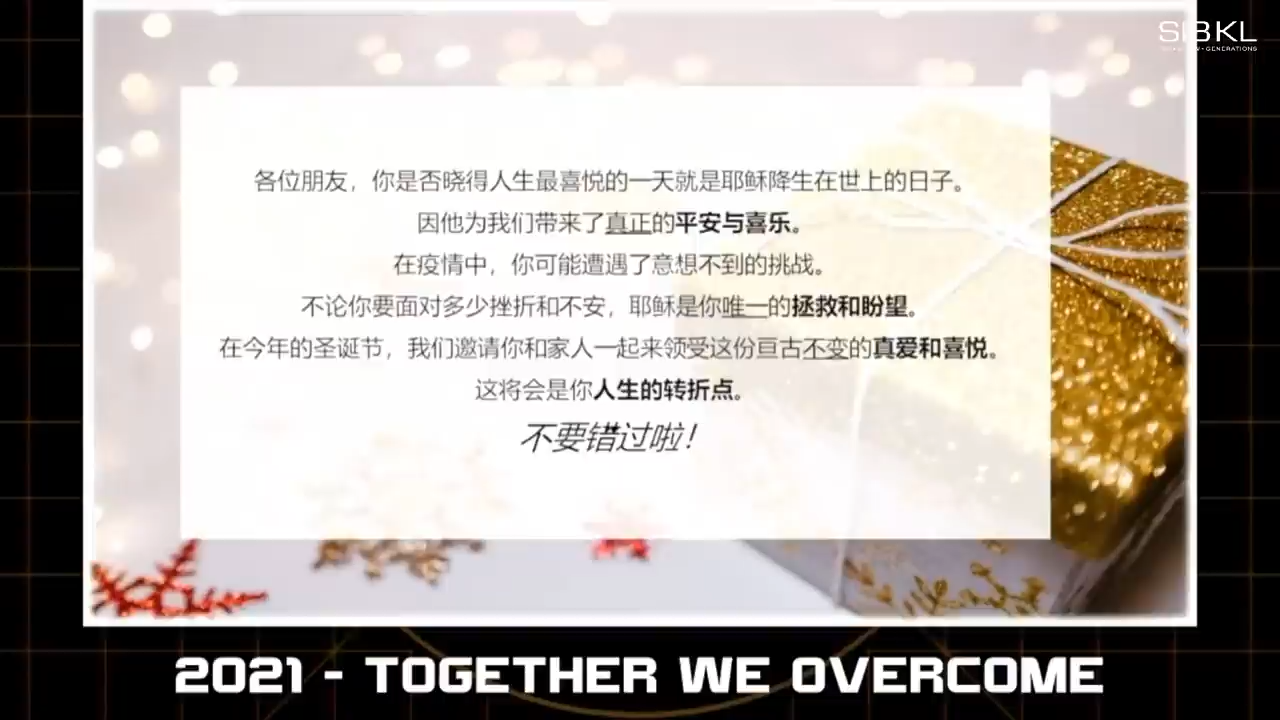 SIBKL
各位朋友，你是否晓得人生最喜悦的一天就是耶稣降生在世上的日子。
因他为我们带来了真正的平安与喜乐。
在疫情中，你可能遭遇了意想不到的挑战。
不论你要面对多少挫折和不安，耶稣是你唯一的拯救和盼望。
在今年的圣诞节，我们邀请你和家人一起来领受这份亘古不变的真爱和喜悦。
这将会是你人生的转折点。
不要错过啦！
2021 - TOGETHER WE OVERCOME